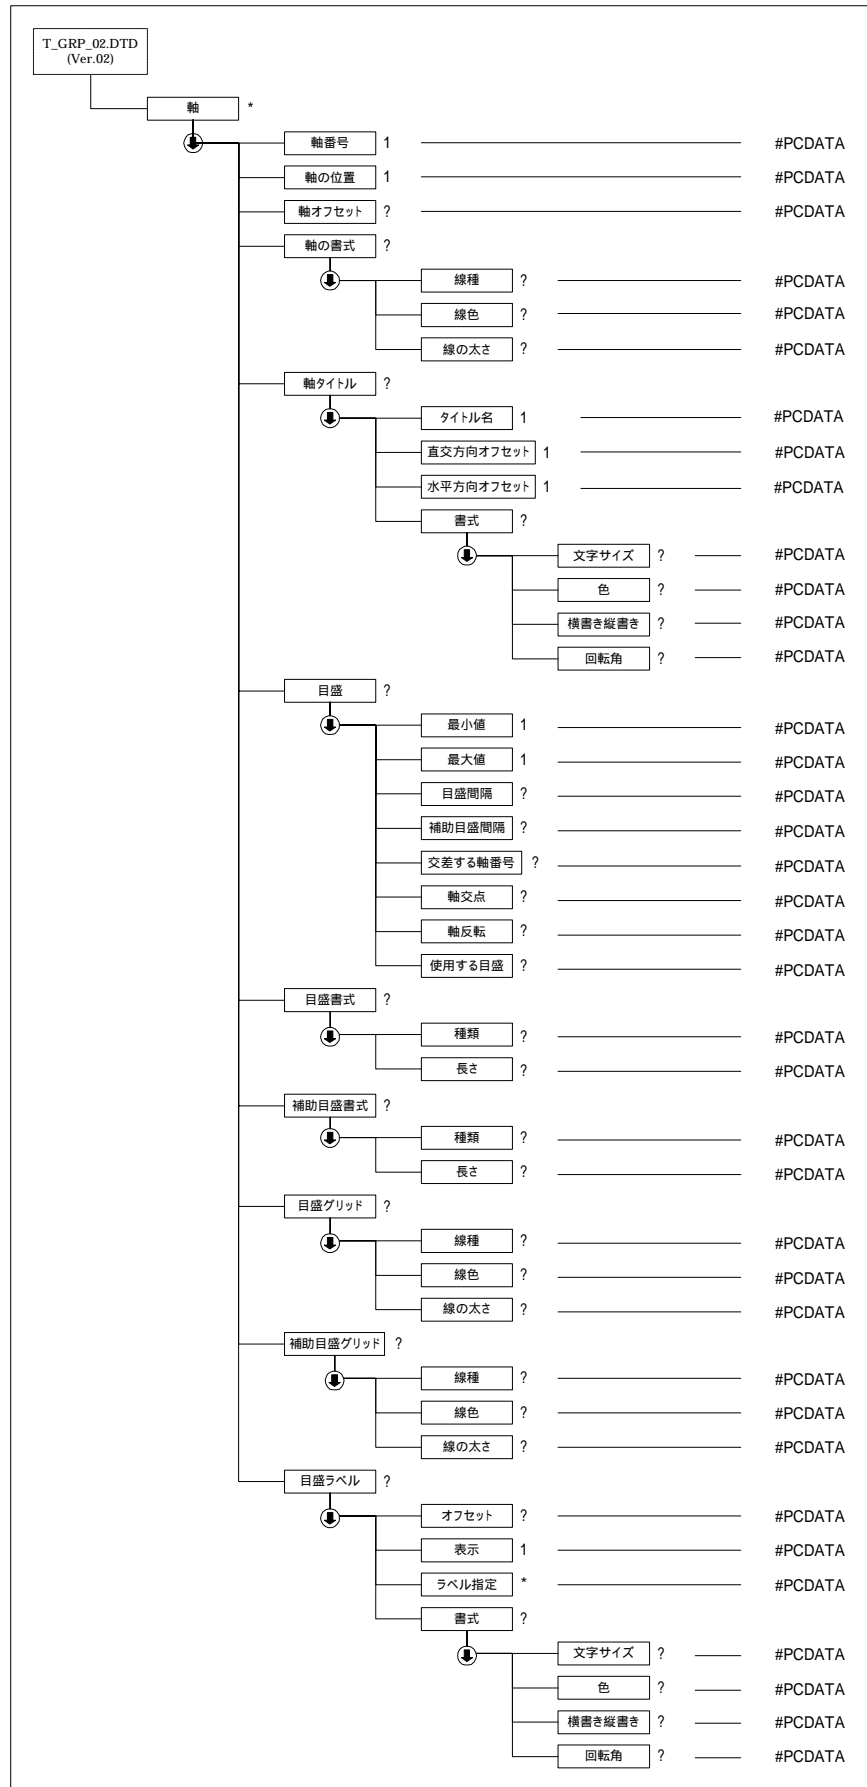 T_GRP_02.DTD
(Ver.02)
軸 *
軸番号 1 #PCDATA
軸の位置 1 #PCDATA
軸オフセット ? #PCDATA
軸の書式 ?
線種 ? #PCDATA
線色 ? #PCDATA
線の太さ ? #PCDATA
軸タイトル ?
タイトル名 1 #PCDATA
直交方向オフセット 1 #PCDATA
水平方向オフセット 1 #PCDATA
書式 ?
文字サイズ ? #PCDATA
色 ? #PCDATA
横書き縦書き ? #PCDATA
回転角 ? #PCDATA
目盛 ?
最小値 1 #PCDATA
最大値 1 #PCDATA
目盛間隔 ? #PCDATA
補助目盛間隔 ? #PCDATA
交差する軸番号 ? #PCDATA
軸交点 ? #PCDATA
軸反転 ? #PCDATA
使用する目盛 ? #PCDATA
目盛書式 ?
種類 ? #PCDATA
長さ ? #PCDATA
補助目盛書式 ?
種類 ? #PCDATA
長さ ? #PCDATA
目盛グリッド ?
線種 ? #PCDATA
線色 ? #PCDATA
線の太さ ? #PCDATA
補助目盛グリッド ?
線種 ? #PCDATA
線色 ? #PCDATA
線の太さ ? #PCDATA
目盛ラベル ?
オフセット ? #PCDATA
表示 1 #PCDATA
ラベル指定 * #PCDATA
書式 ?
文字サイズ ? #PCDATA
色 ? #PCDATA
横書き縦書き ? #PCDATA
回転角 ? #PCDATA